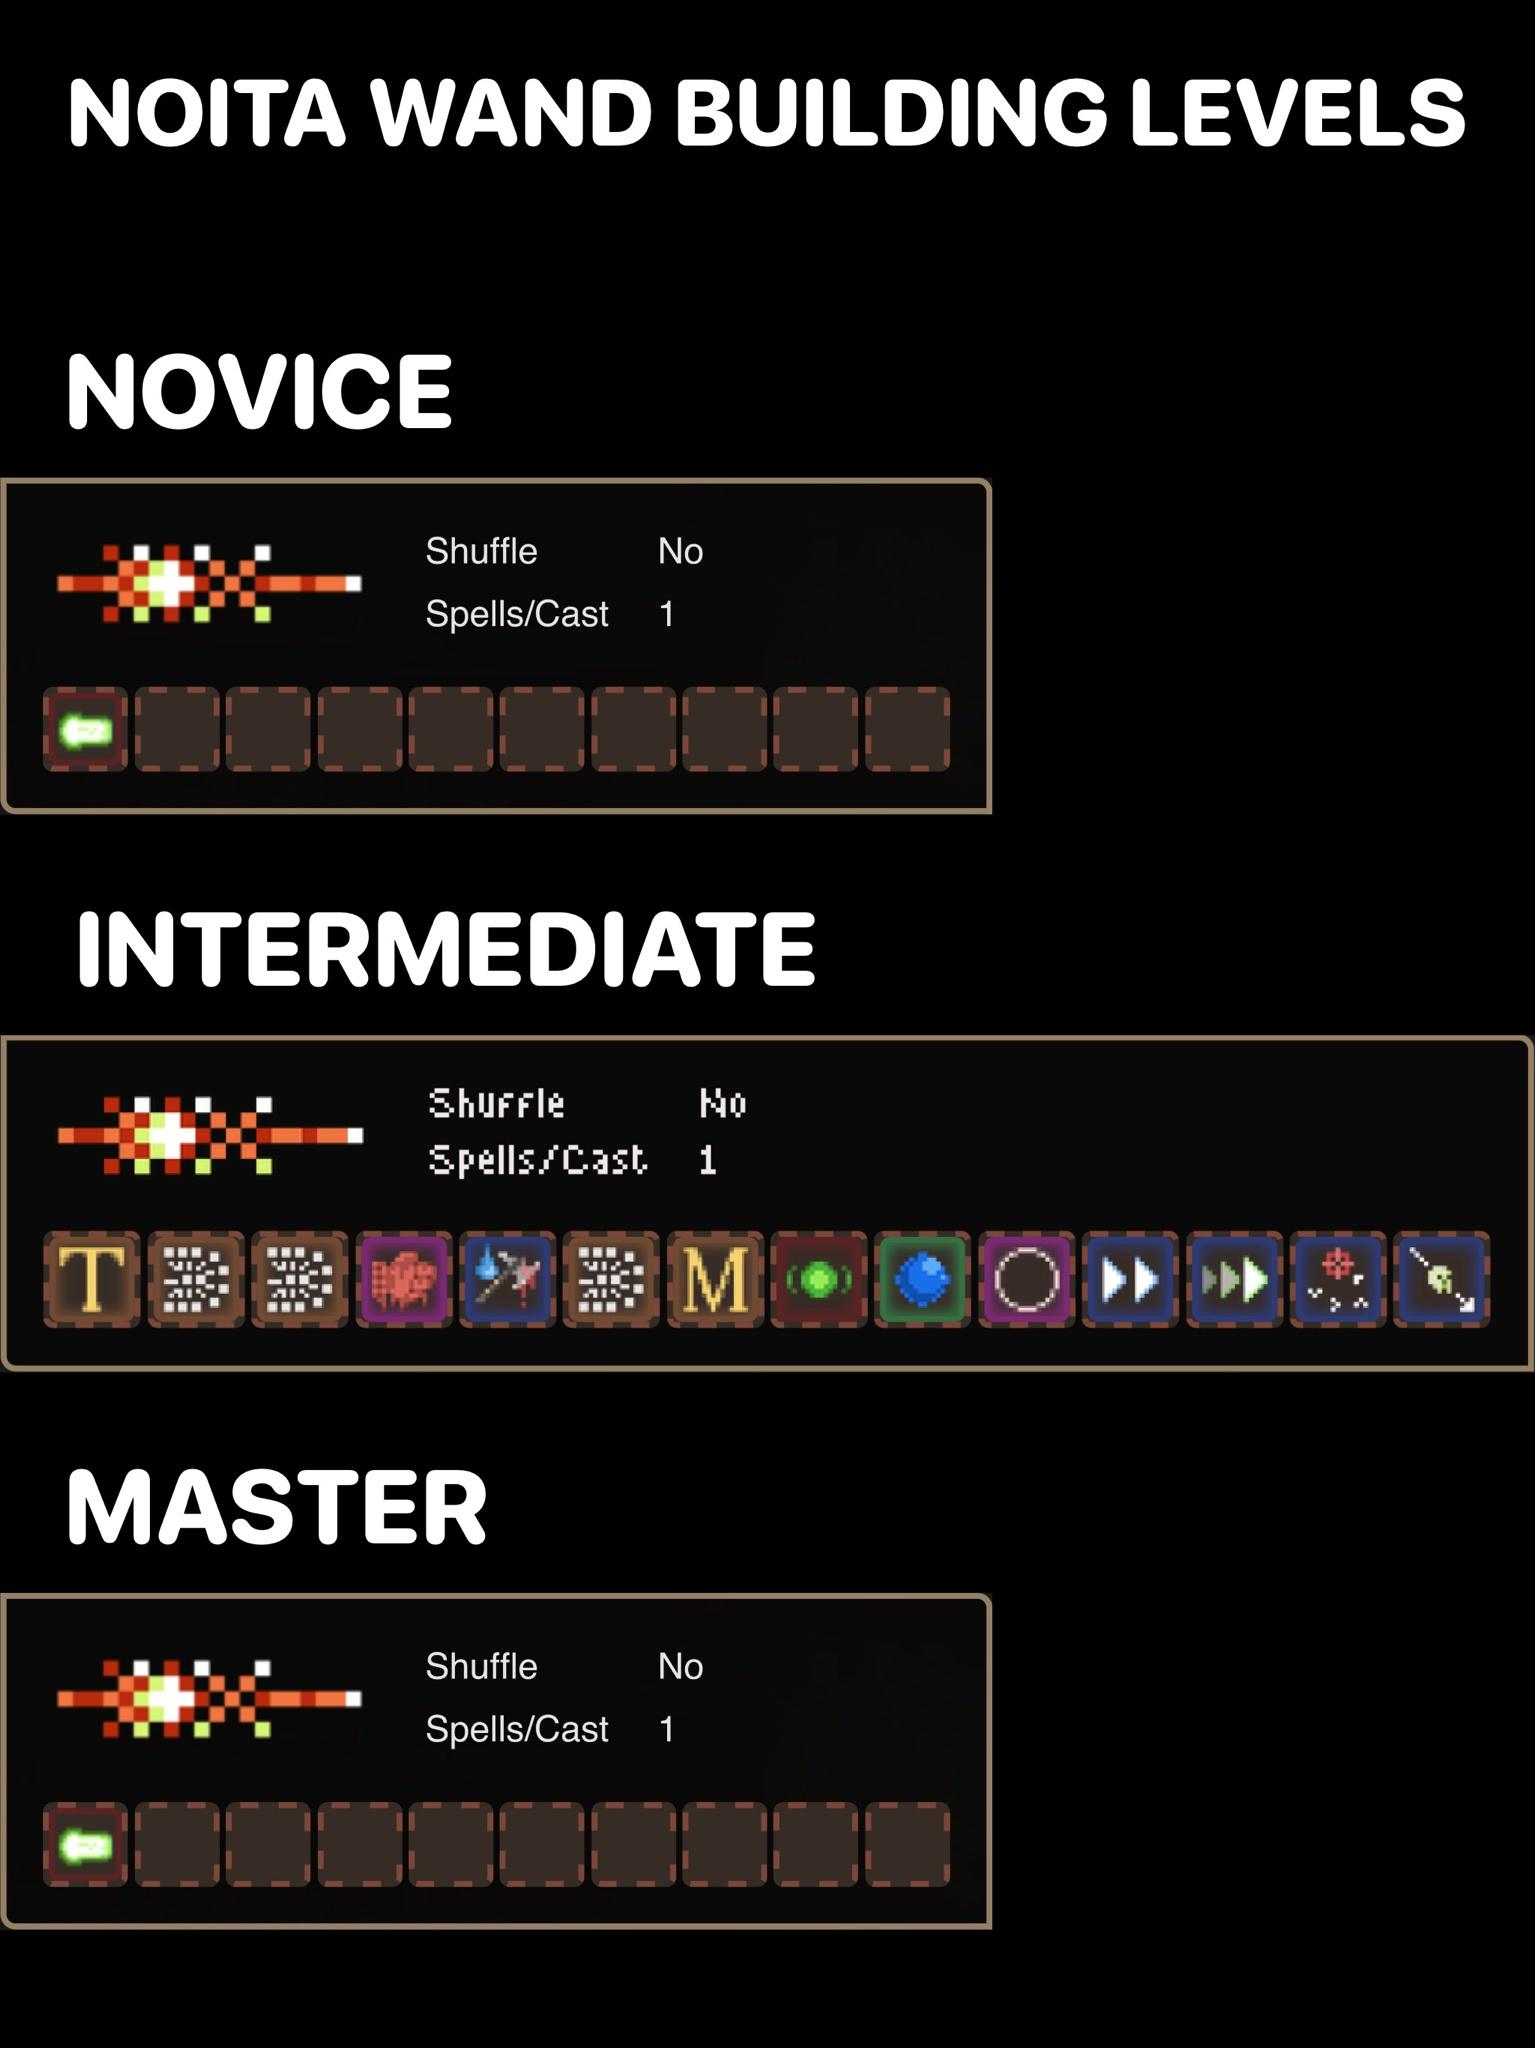 NOITA WAND BUILDING LEVELS
NOVICE
Shuffle No
Spells/Cast 1
INTERMEDIATE
Shuffle No
Spells/Cast 1
T M
MASTER
Shuffle No
Spells/Cast 1